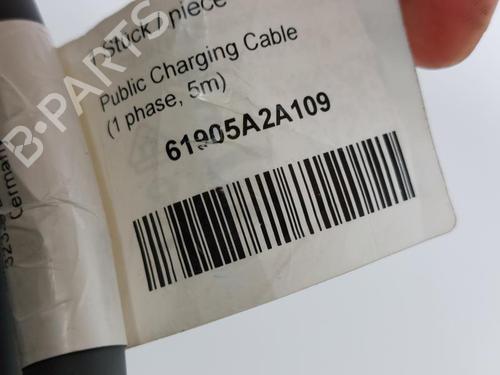 Stück / piece
Public Charging Cable
(1 phase, 5m)
61905A2A109
B-PARTS